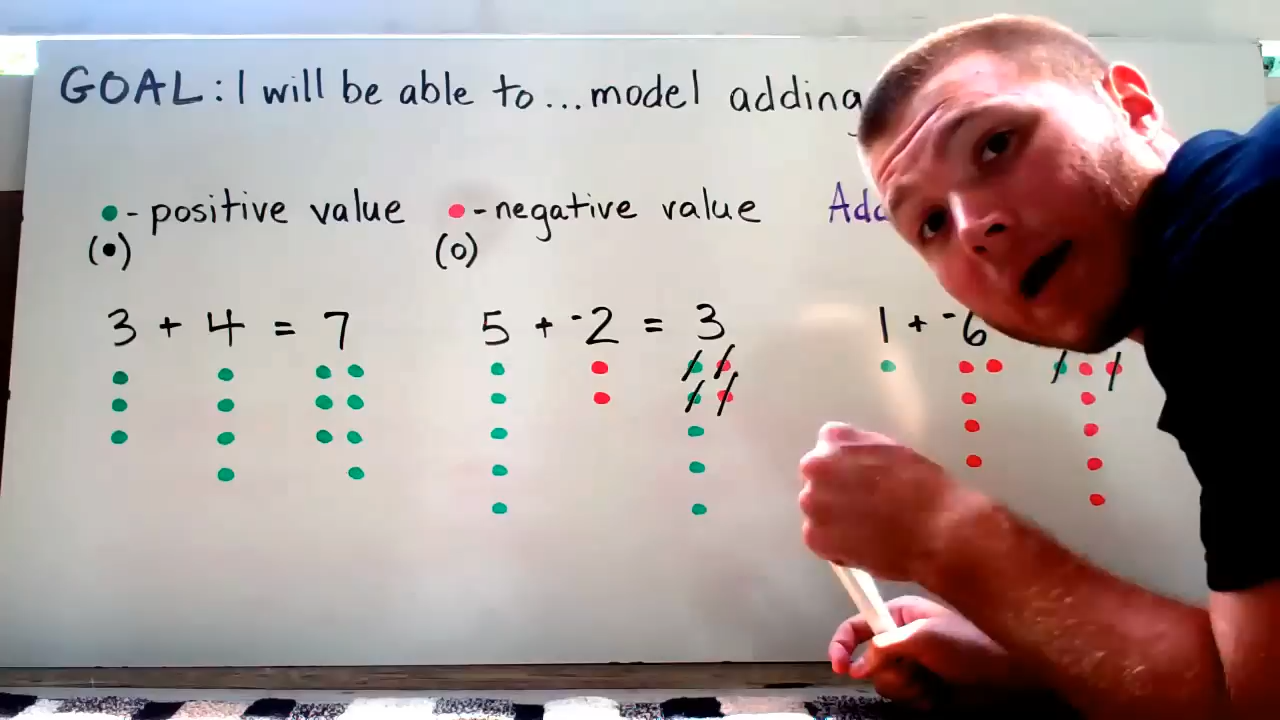 GOAL: I will be able to...model adding
- positive value - negative value
(•) (o)
3 + 4 = 7 5 + -2 = 3 1 + -6